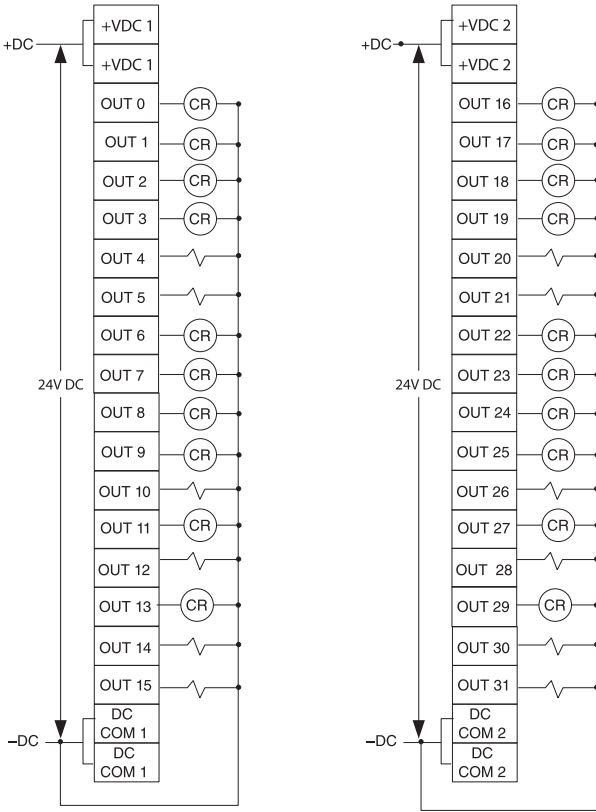 +DC
+VDC 1
+VDC 1
OUT 0 CR
OUT 1 CR
OUT 2 CR
OUT 3 CR
OUT 4
OUT 5
OUT 6 CR
OUT 7 CR
24V DC
OUT 8 CR
OUT 9 CR
OUT 10
OUT 11 CR
OUT 12
OUT 13 CR
OUT 14
OUT 15
–DC
DC
COM 1
DC
COM 1
+DC
+VDC 2
+VDC 2
OUT 16 CR
OUT 17 CR
OUT 18 CR
OUT 19 CR
OUT 20
OUT 21
OUT 22 CR
OUT 23 CR
24V DC
OUT 24 CR
OUT 25 CR
OUT 26
OUT 27 CR
OUT 28
OUT 29 CR
OUT 30
OUT 31
–DC
DC
COM 2
DC
COM 2